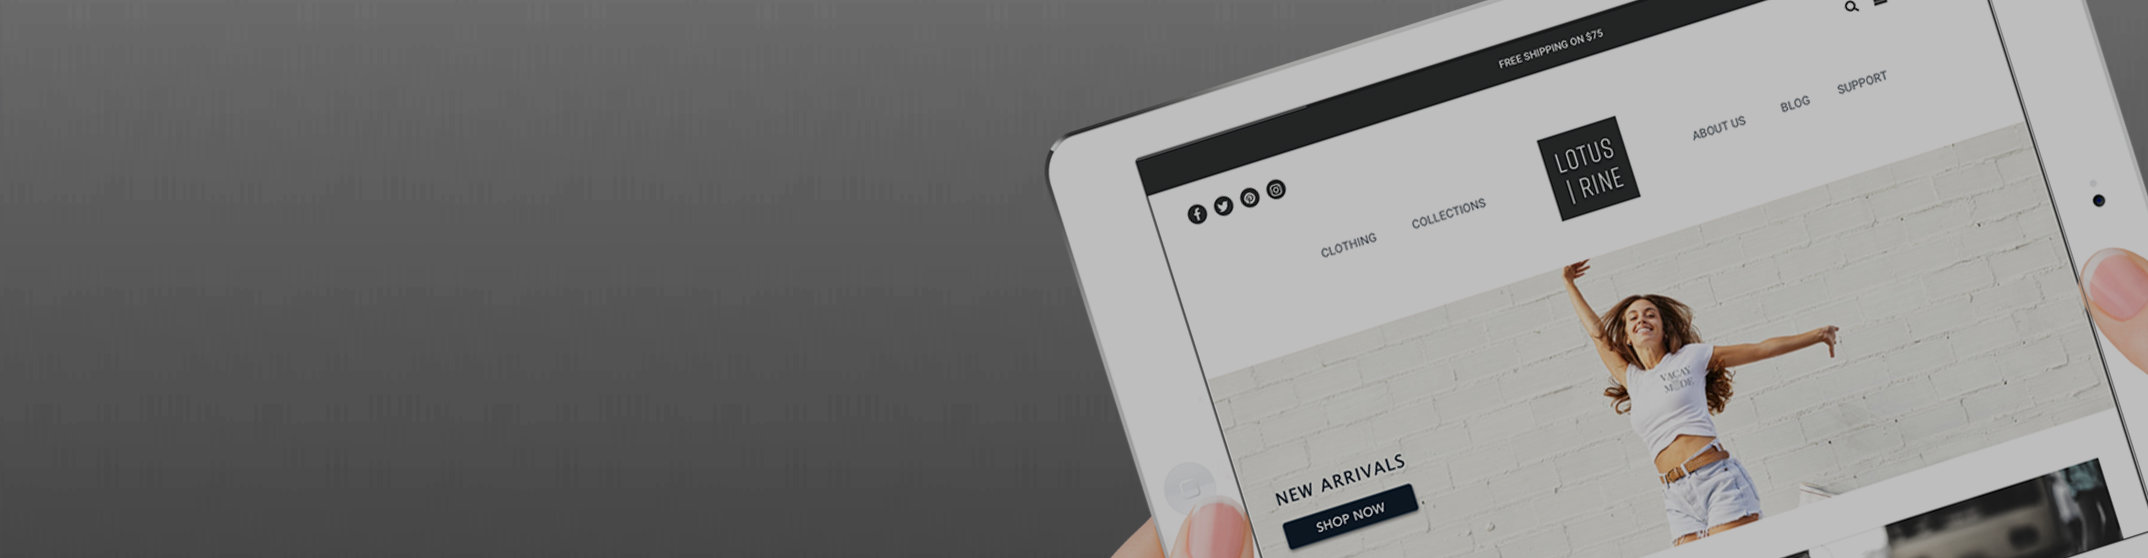 FREE SHIPPING ON $75
CLOTHING
COLLECTIONS
LOTUS
| RINE
ABOUT US
BLOG
SUPPORT
VACAY
MODE
NEW ARRIVALS
SHOP NOW